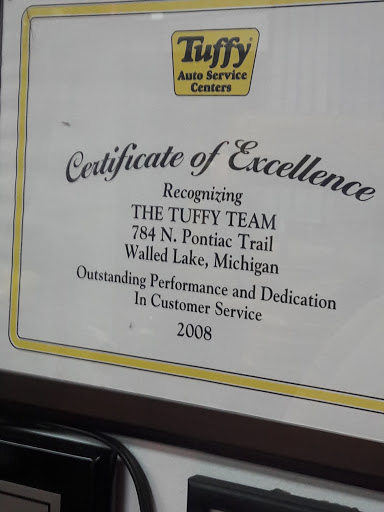 Tuffy
Auto Service
Centers
Certificate of Excellence
Recognizing
THE TUFFY TEAM
784 N. Pontiac Trail
Walled Lake, Michigan
Outstanding Performance and Dedication
In Customer Service
2008